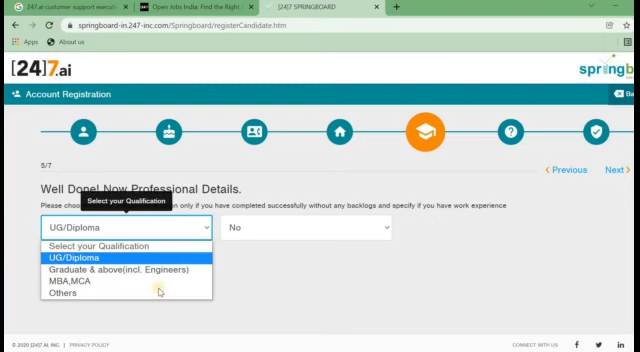 247.ai customer support executi
Open Jobs India: Find the Right
[24]7 SPRINGBOARD
springboard-in.247-inc.com/Springboard/registerCandidate.htm
Apps
About us
[24]7.ai
springb
Account Registration
Ba
5/7
Previous
Next
Well Done! Now Professional Details.
Select your Qualification
Please choo on only if you have completed successfully without any backlogs and specify if you have work experience
UG/Diploma
No
Select your Qualification
UG/Diploma
Graduate & above(incl. Engineers)
MBA,MCA
Others
© 2020 [24]7.AI, INC. | PRIVACY POLICY
CONNECT WITH US